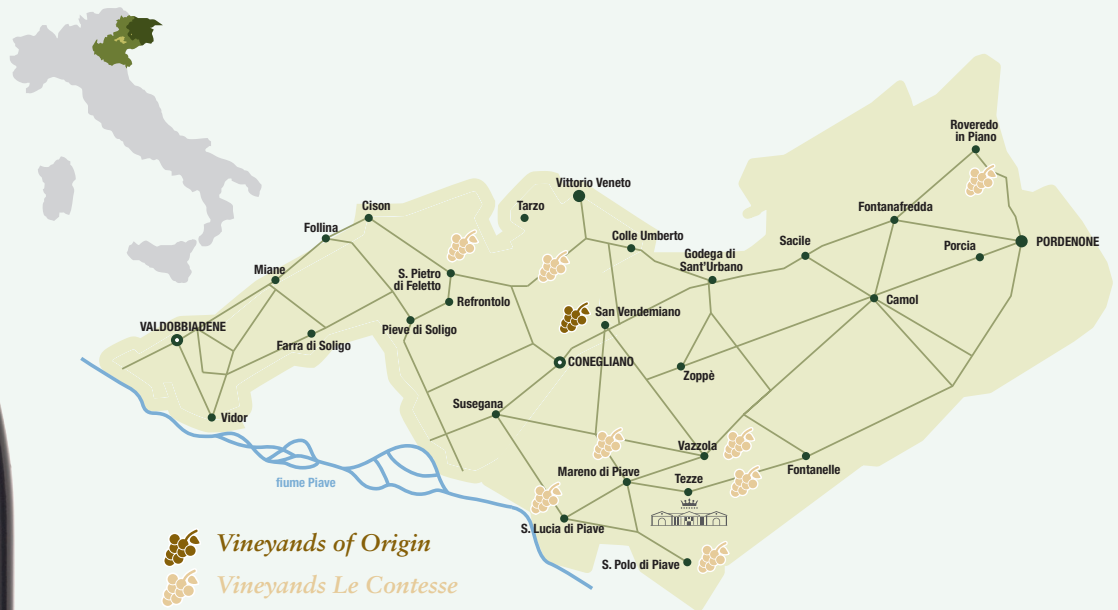 Roveredo
in Piano
Vittorio Veneto
Cison
Tarzo
Fontanafredda
Follina
Colle Umberto
Sacile
PORDENONE
Porcia
Godega di
Sant'Urbano
Miane
S. Pietro
di Feletto
Refrontolo
Camol
San Vendemiano
VALDOBBIADENE
Pieve di Soligo
Farra di Soligo
CONEGLIANO
Zoppè
Susegana
Vidor
Vazzola
Mareno di Piave
Fontanelle
Tezze
fiume Piave
S. Lucia di Piave
Vineyands of Origin
S. Polo di Piave
Vineyands Le Contesse